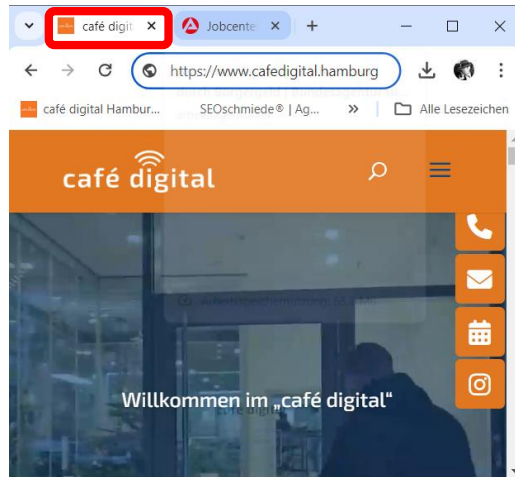 café digit
Jobcente
https://www.cafedigital.hamburg
café digital Hambur...
SEOschmiede® | Ag...
Alle Lesezeichen
café digital
Willkommen im „café digital“